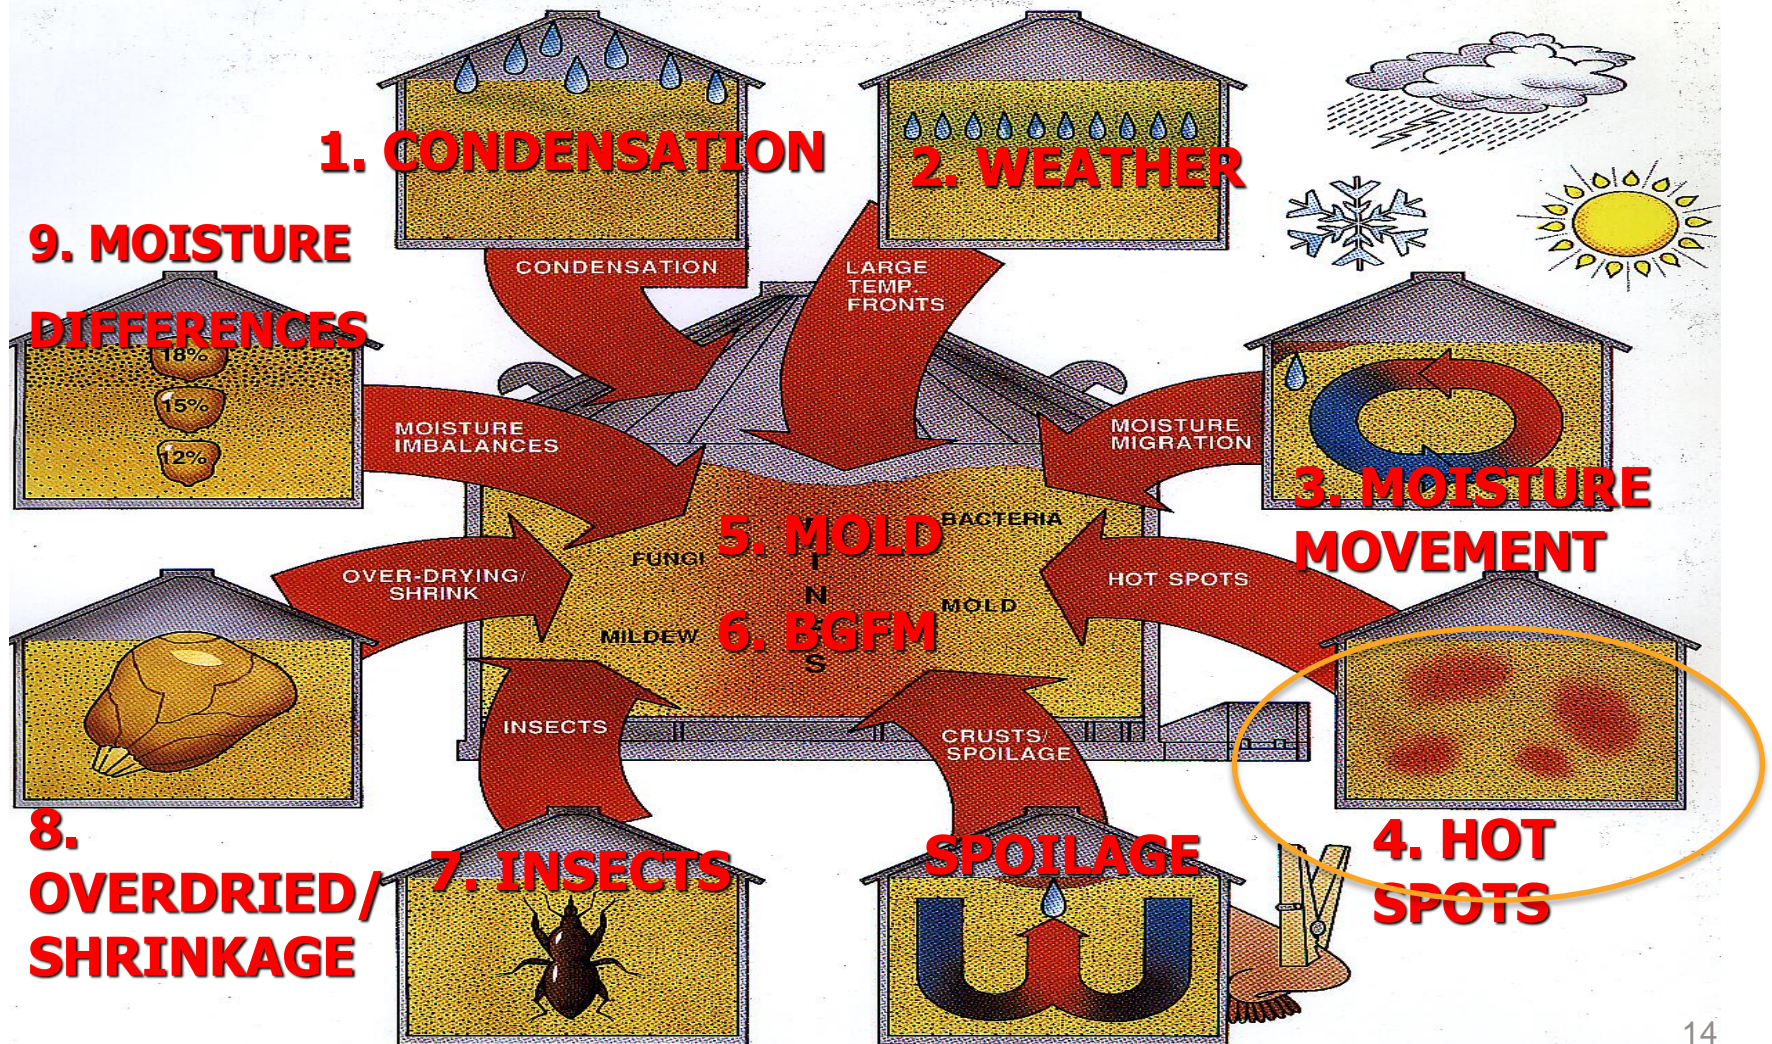 1. CONDENSATION
2. WEATHER
9. MOISTURE
DIFFERENCES
CONDENSATION
LARGE
TEMP.
FRONTS
18%
15%
12%
MOISTURE
IMBALANCES
MOISTURE
MIGRATION
3. MOISTURE
MOVEMENT
5. MOLD
BACTERIA
FUNGI
OVER-DRYING/
SHRINK
HOT SPOTS
6. BGFM
MOLD
MILDEW
INSECTS
CRUSTS/
SPOILAGE
8.
OVERDRIED/
SHRINKAGE
7. INSECTS
SPOILAGE
4. HOT
SPOTS
14